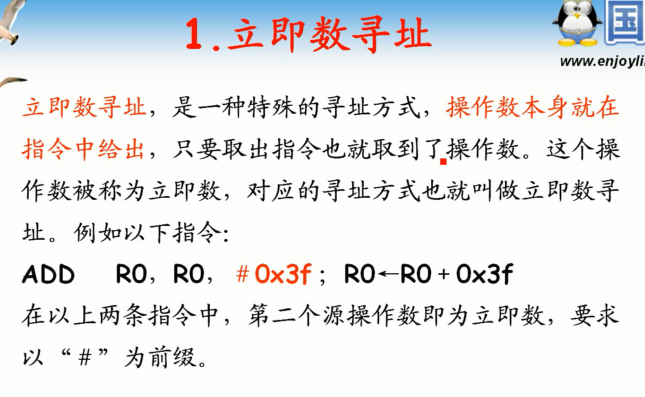 1.立即数寻址
国
www.enjoyli
立即数寻址，是一种特殊的寻址方式，操作数本身就在
指令中给出，只要取出指令也就取到了操作数。这个操
作数被称为立即数，对应的寻址方式也就叫做立即数寻
址。例如以下指令：
ADD R0，R0，#0x3f；R0←R0＋0x3f
在以上两条指令中，第二个源操作数即为立即数，要求
以“#”为前缀。